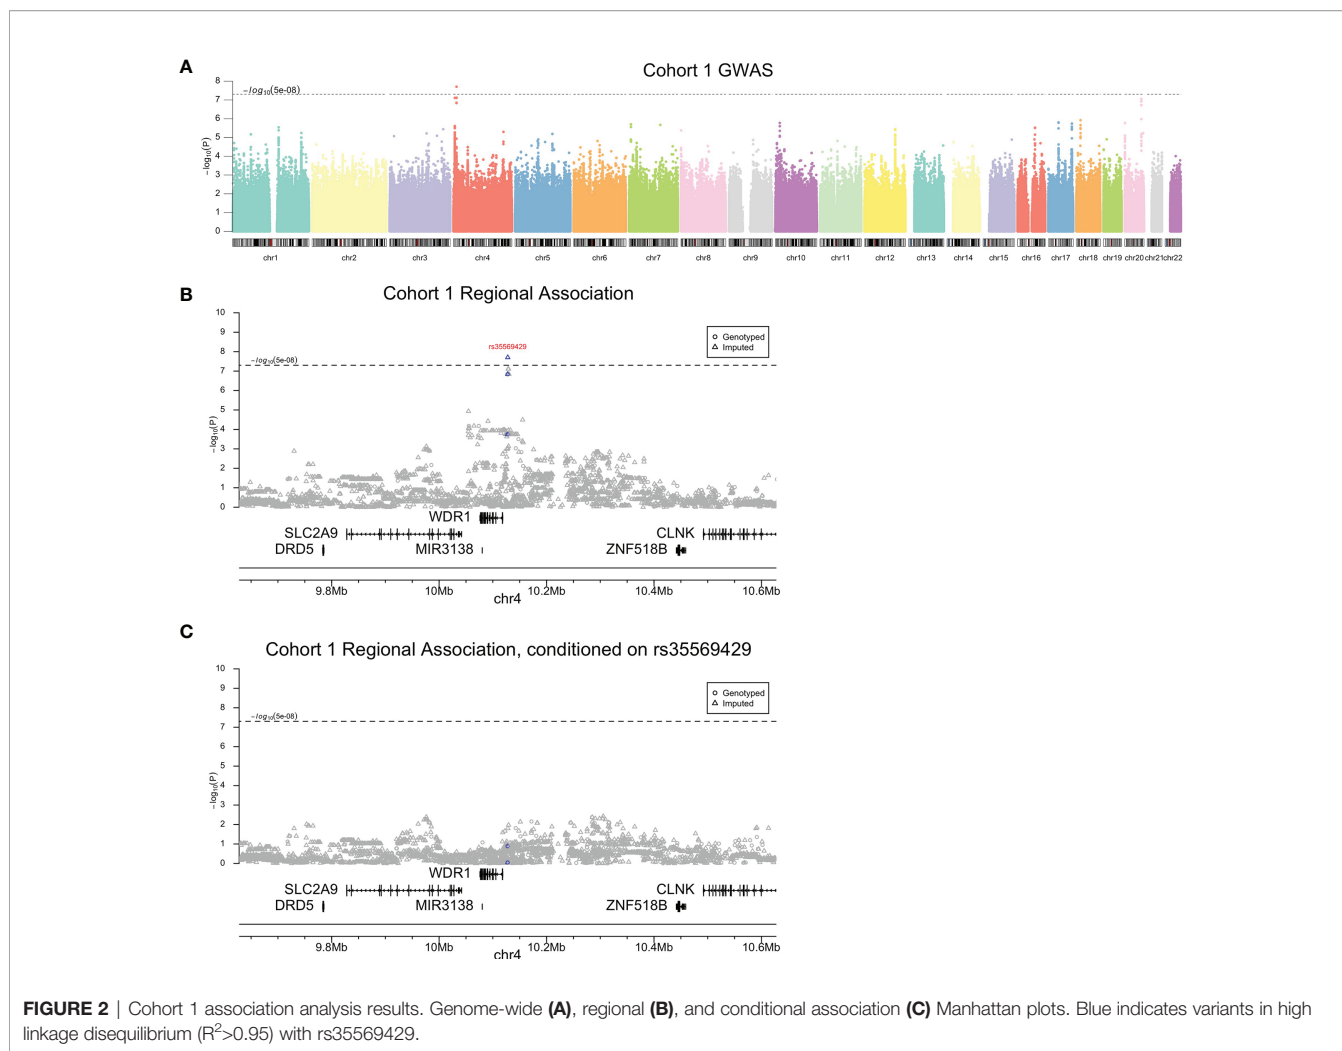 A
Cohort 1 GWAS
8
7
6
5
4
3
2
1
0
−log10(P)
−log10(5e-08)
chr1 chr2 chr3 chr4 chr5 chr6 chr7 chr8 chr9 chr10 chr11 chr12 chr13 chr14 chr15 chr16 chr17 chr18 chr19 chr20 chr21 chr22
B
Cohort 1 Regional Association
10
9
8
7
6
5
4
3
2
1
0
−log10(P)
−log10(5e-08)
rs35569429
Genotyped
Imputed
WDR1
SLC2A9 CLNK
DRD5 MIR3138 ZNF518B
9.8Mb 10Mb 10.2Mb 10.4Mb 10.6Mb
chr4
C
Cohort 1 Regional Association, conditioned on rs35569429
10
9
8
7
6
5
4
3
2
1
0
−log10(P)
−log10(5e-08)
Genotyped
Imputed
WDR1
SLC2A9 CLNK
DRD5 MIR3138 ZNF518B
9.8Mb 10Mb 10.2Mb 10.4Mb 10.6Mb
chr4
FIGURE 2 | Cohort 1 association analysis results. Genome-wide (A), regional (B), and conditional association (C) Manhattan plots. Blue indicates variants in high
linkage disequilibrium (R²>0.95) with rs35569429.